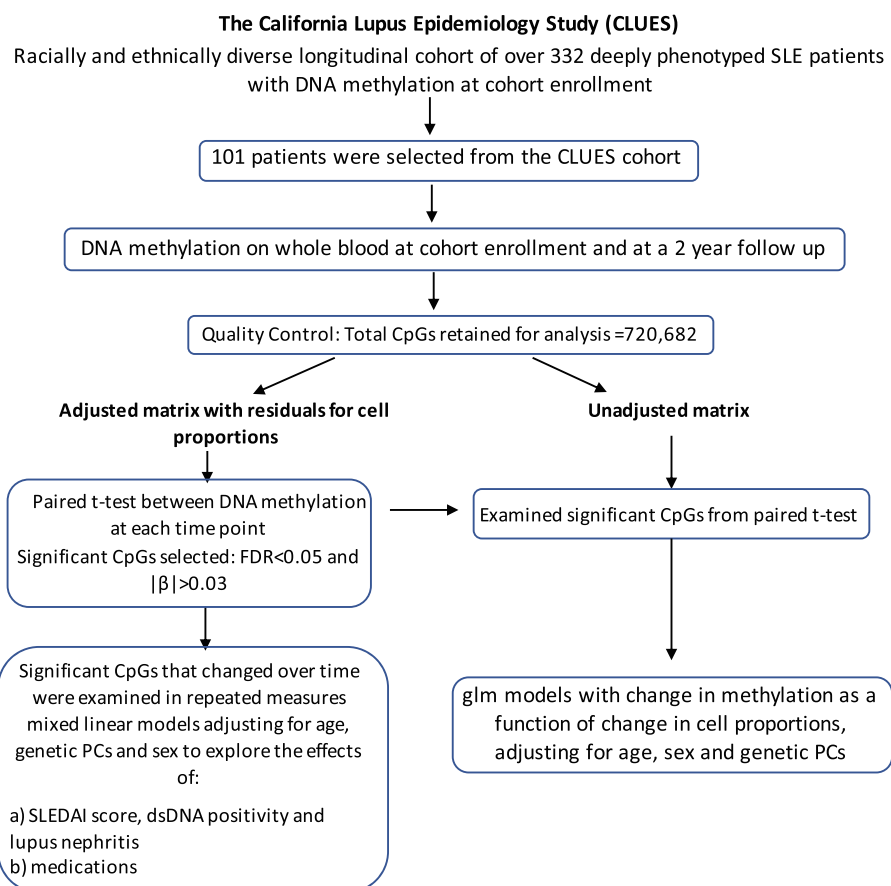 The California Lupus Epidemiology Study (CLUES)
Racially and ethnically diverse longitudinal cohort of over 332 deeply phenotyped SLE patients
with DNA methylation at cohort enrollment
101 patients were selected from the CLUES cohort
DNA methylation on whole blood at cohort enrollment and at a 2 year follow up
Quality Control: Total CpGs retained for analysis =720,682
Adjusted matrix with residuals for cell
proportions
Unadjusted matrix
Paired t-test between DNA methylation
at each time point
Significant CpGs selected: FDR<0.05 and
|β|>0.03
Examined significant CpGs from paired t-test
Significant CpGs that changed over time
were examined in repeated measures
mixed linear models adjusting for age,
genetic PCs and sex to explore the effects
of:
a) SLEDAI score, dsDNA positivity and
lupus nephritis
b) medications
glm models with change in methylation as a
function of change in cell proportions,
adjusting for age, sex and genetic PCs